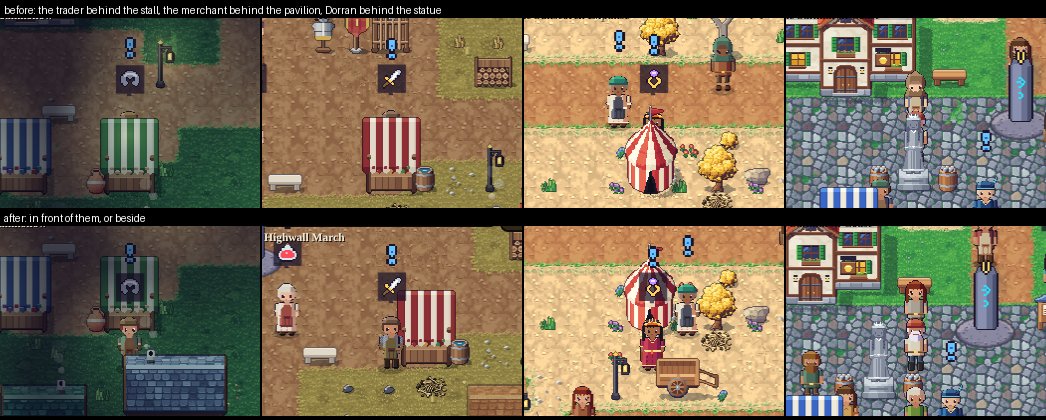 before: the trader behind the stall, the merchant behind the pavilion, Dorran behind the statue
after: in front of them, or beside
Highwall March